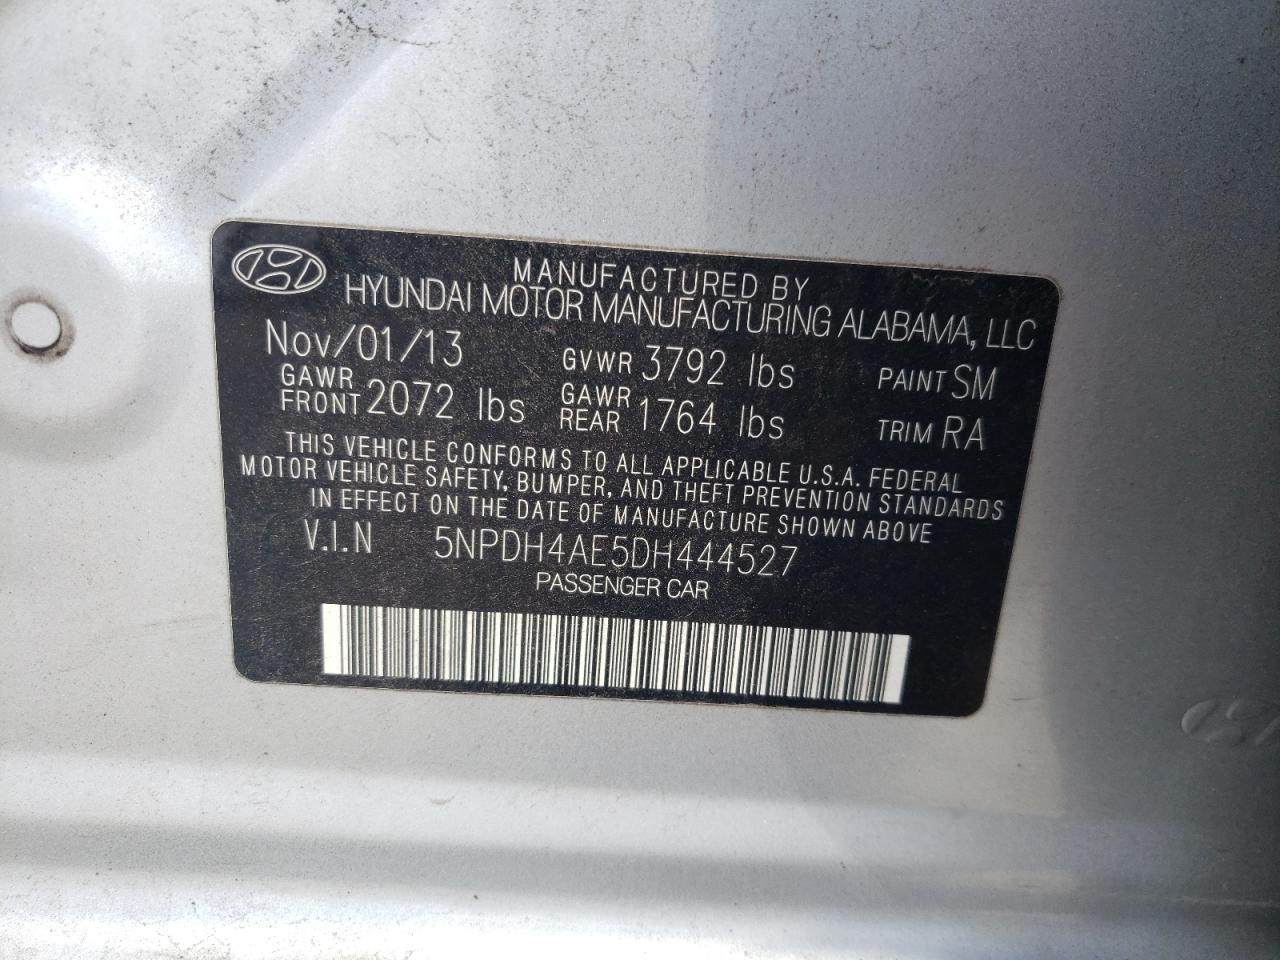 MANUFACTURED BY
HYUNDAI MOTOR MANUFACTURING ALABAMA, LLC
Nov/01/13 GVWR 3792 lbs PAINT SM
GAWR FRONT 2072 lbs GAWR REAR 1764 lbs TRIM RA
THIS VEHICLE CONFORMS TO ALL APPLICABLE U.S.A. FEDERAL
MOTOR VEHICLE SAFETY, BUMPER, AND THEFT PREVENTION STANDARDS
IN EFFECT ON THE DATE OF MANUFACTURE SHOWN ABOVE
V.I.N 5NPDH4AE5DH444527
PASSENGER CAR